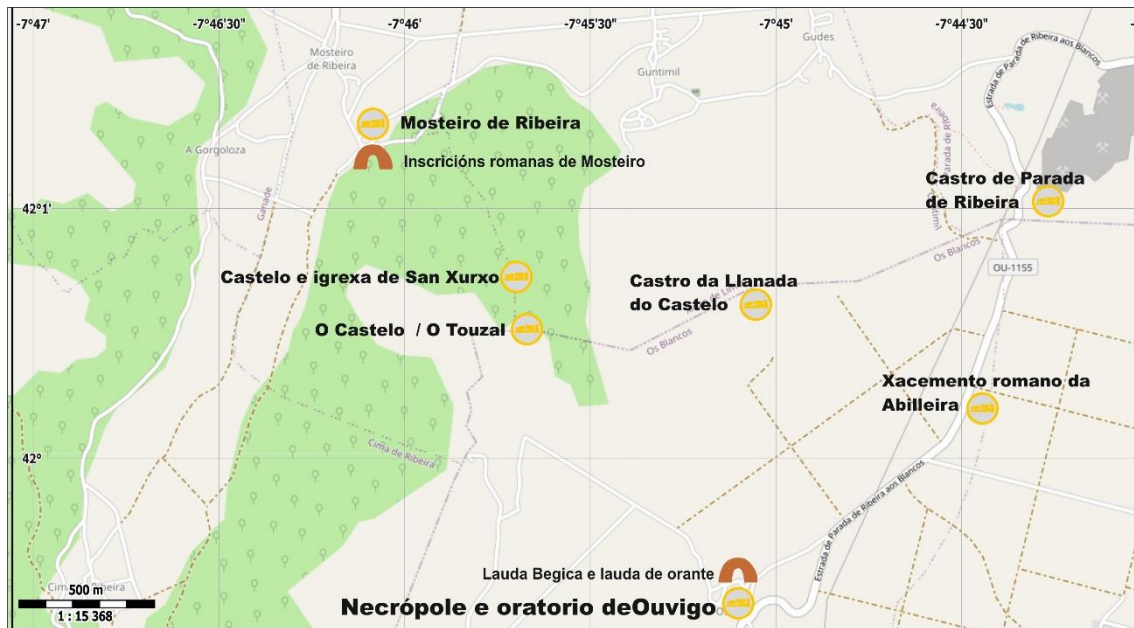 -7°47'
-7°46'30"
-7°46'
-7°45'30"
-7°45'
-7°44'30"
Mosteiro
de Ribeira
Gudes
Guntimil
Estrada de Parada de Ribeira aos Blancos
Mosteiro de Ribeira
A Gorgoloza
Inscricións romanas de Mosteiro
Parada de Ribeira
Castro de Parada
de Ribeira
Ganade
Guntimil
42°1'
Os Blancos
OU-1155
Castelo e igrexa de San Xurxo
Castro da Llanada
do Castelo
O Castelo / O Touzal
Os Blancos
Xacemento romano da
Abilleira
Cima de Ribeira
42°
Estrada de Parada de Ribeira aos Blancos
Lauda Begica e lauda de orante
Necrópole e oratorio deOuvigo
500 m
1 : 15 368